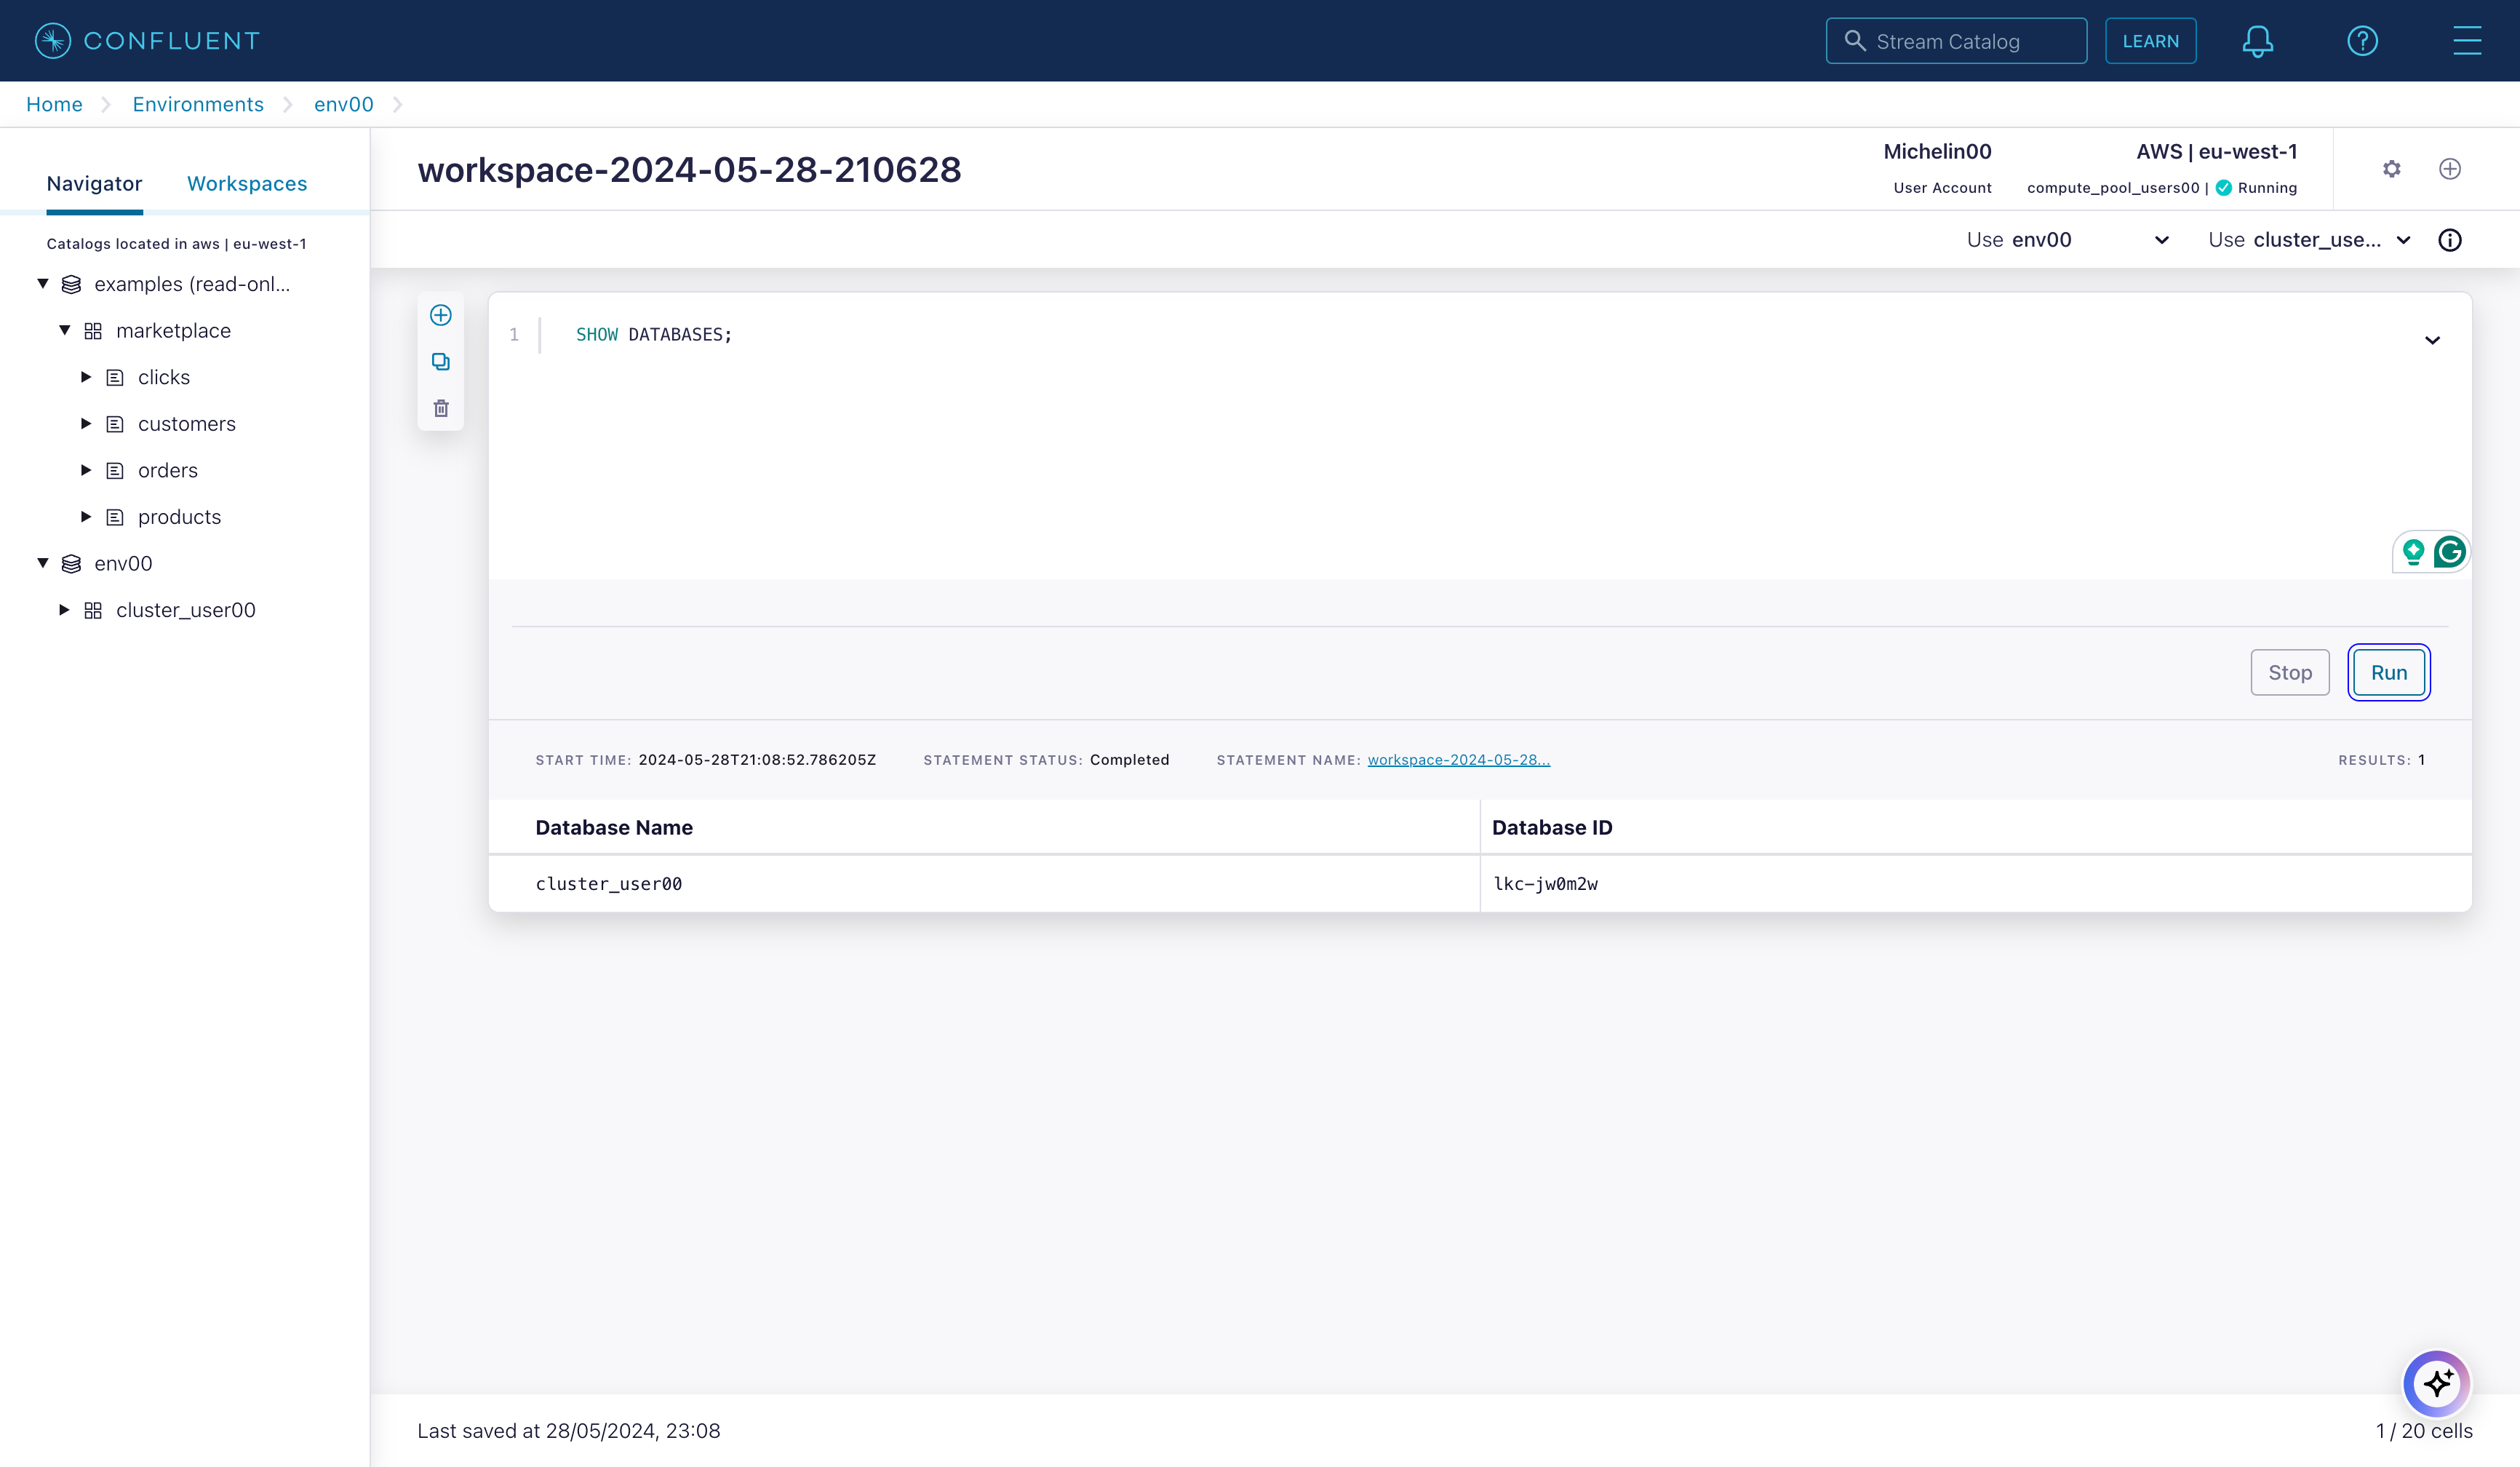 CONFLUENT
Stream Catalog
LEARN
Home
Environments
env00
Navigator
Workspaces
Catalogs located in aws | eu-west-1
examples (read-onl...
marketplace
clicks
customers
orders
products
env00
cluster_user00
workspace-2024-05-28-210628
Michelin00
User Account
AWS | eu-west-1
compute_pool_users00 | Running
Use env00
Use cluster_use...
1 SHOW DATABASES;
Stop
Run
START TIME: 2024-05-28T21:08:52.786205Z
STATEMENT STATUS: Completed
STATEMENT NAME: workspace-2024-05-28...
RESULTS: 1
Database Name
Database ID
cluster_user00
lkc-jw0m2w
Last saved at 28/05/2024, 23:08
1 / 20 cells